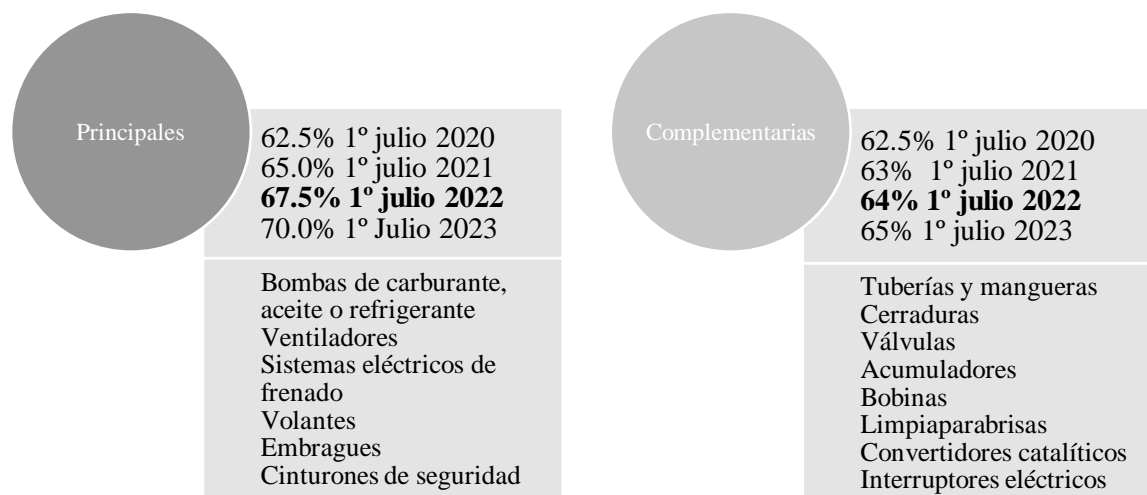 Principales
62.5% 1º julio 2020
65.0% 1º julio 2021
67.5% 1º julio 2022
70.0% 1º Julio 2023
Bombas de carburante,
aceite o refrigerante
Ventiladores
Sistemas eléctricos de
frenado
Volantes
Embragues
Cinturones de seguridad
Complementarias
62.5% 1º julio 2020
63%  1º julio 2021
64% 1º julio 2022
65% 1º julio 2023
Tuberías y mangueras
Cerraduras
Válvulas
Acumuladores
Bobinas
Limpiaparabrisas
Convertidores catalíticos
Interruptores eléctricos